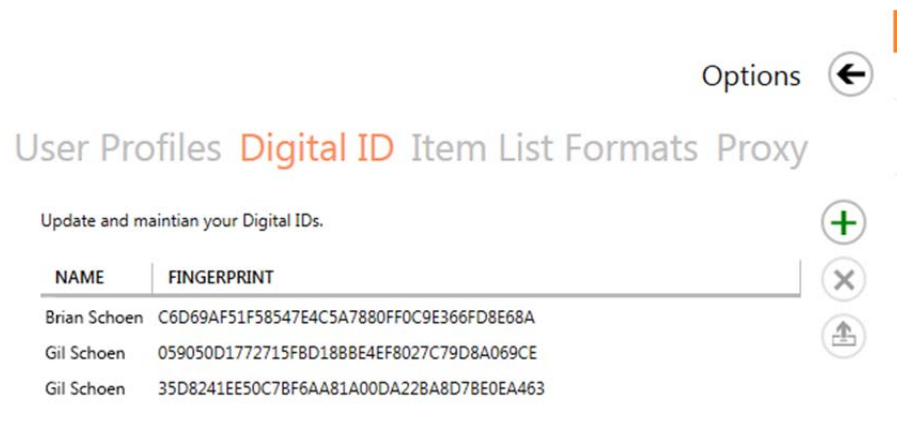 Options
User Profiles Digital ID Item List Formats Proxy
Update and maintian your Digital IDs.
NAME FINGERPRINT
Brian Schoen C6D69AF51F58547E4C5A7880FF0C9E366FD8E68A
Gil Schoen 059050D1772715FBD18BBE4EF8027C79D8A069CE
Gil Schoen 35D8241EE50C7BF6AA81A00DA22BA8D7BE0EA463